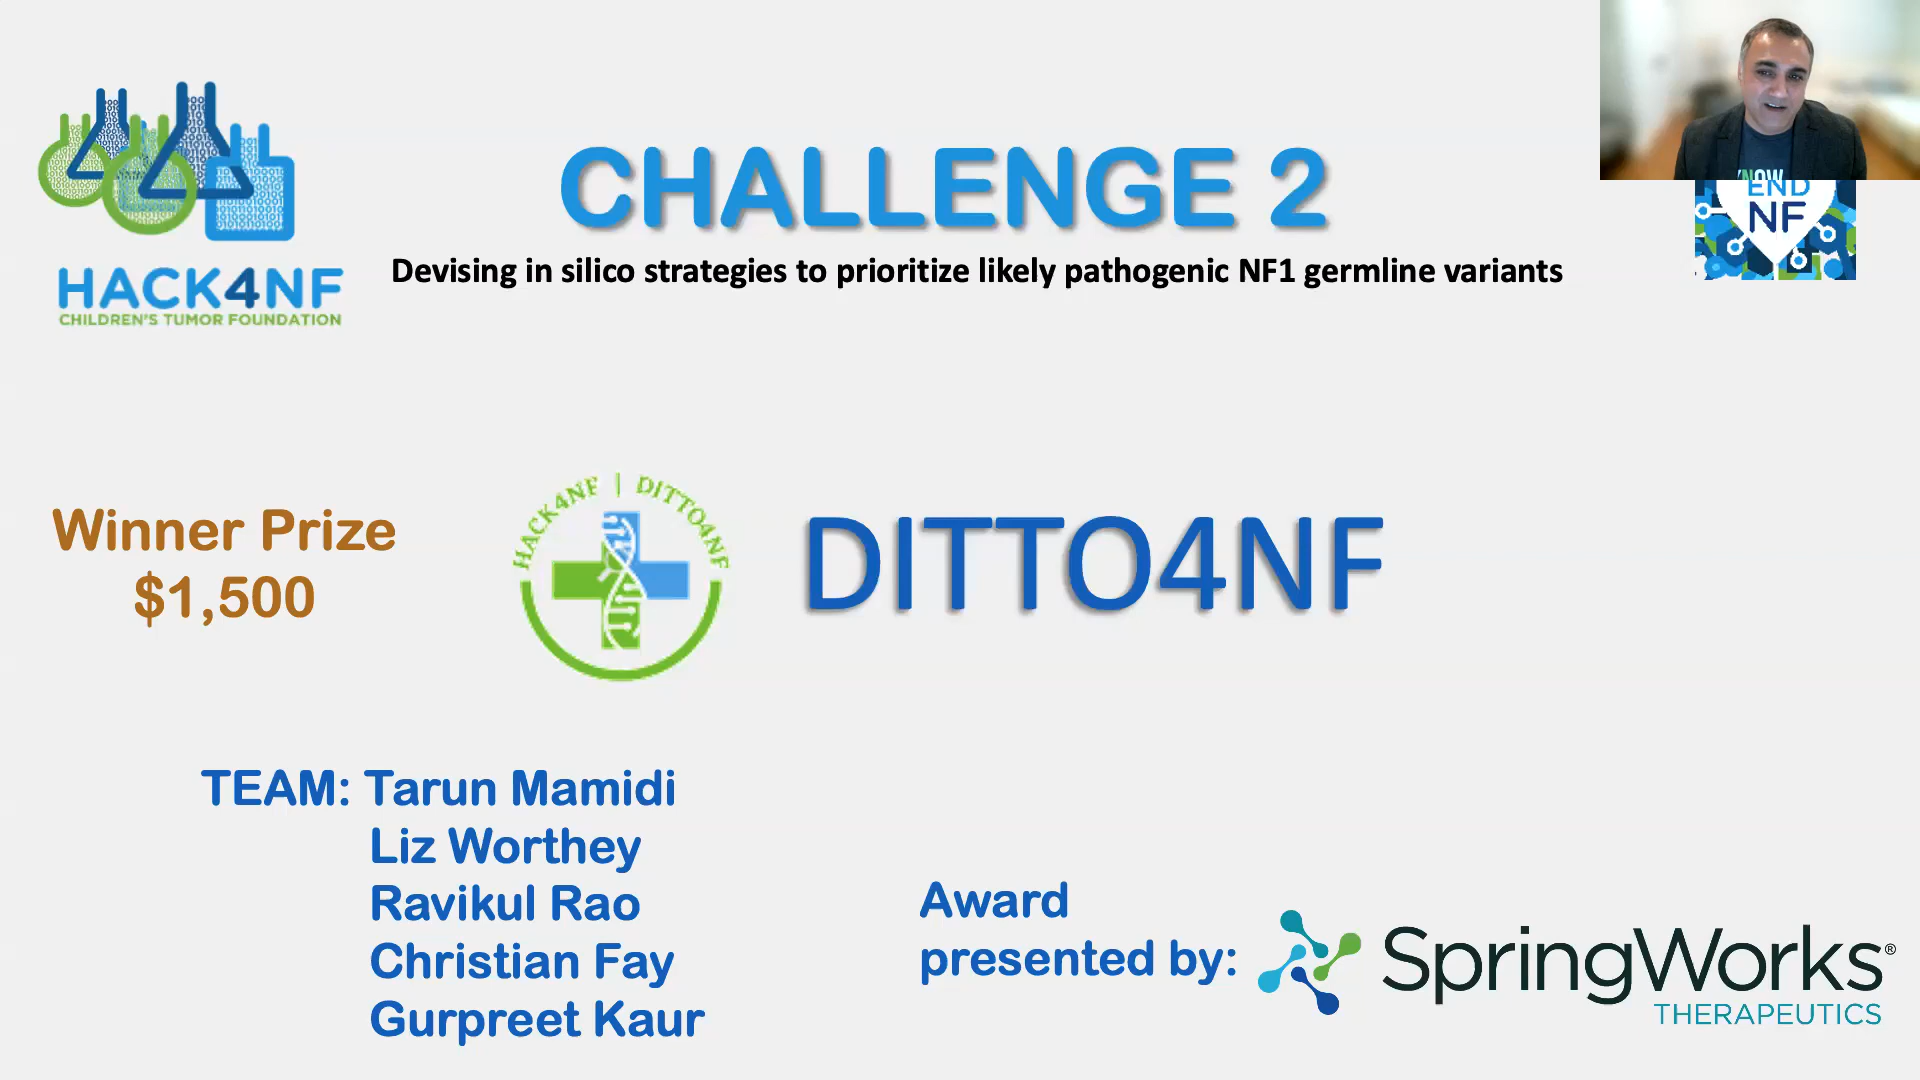 CHALLENGE 2
Devising in silico strategies to prioritize likely pathogenic NF1 germline variants
HACK4NF
CHILDREN'S TUMOR FOUNDATION
KNOW
END
NF
Winner Prize
$1,500
HACK4NF | DITTO4NF
DITTO4NF
TEAM: Tarun Mamidi
Liz Worthey
Ravikul Rao
Christian Fay
Gurpreet Kaur
Award
presented by:
SpringWorks®
THERAPEUTICS